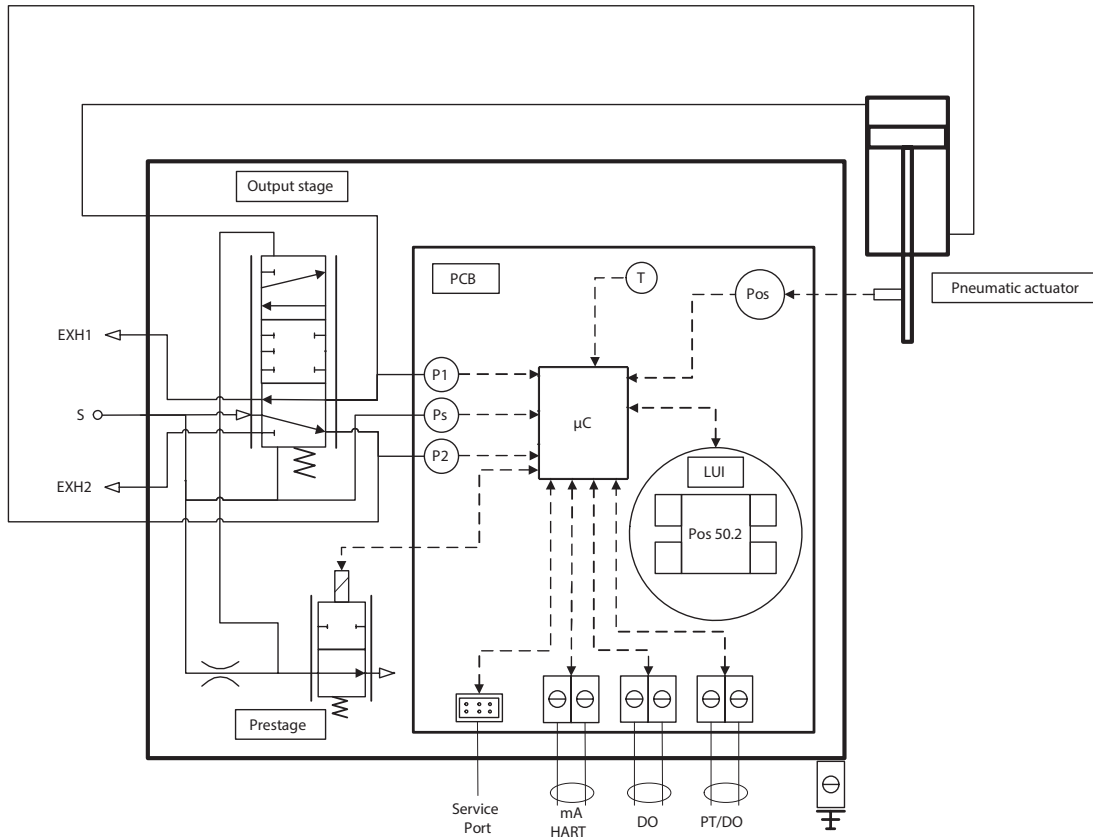 Output stage
PCB
T
Pos
Pneumatic actuator
EXH1
P1
S
Ps
µC
P2
LUI
EXH2
Pos 50.2
Prestage
Service
Port
mA
HART
DO
PT/DO